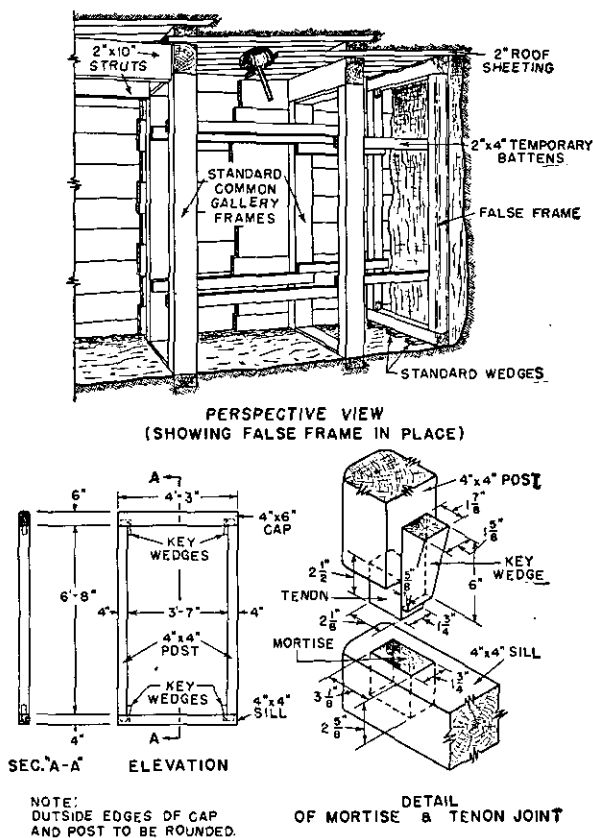 2"x10"
STRUTS
2" ROOF
SHEETING
2"x4" TEMPORARY
BATTENS
STANDARD
COMMON
GALLERY
FRAMES
FALSE FRAME
STANDARD WEDGES
PERSPECTIVE VIEW
(SHOWING FALSE FRAME IN PLACE)
A
4'-3"
6"
4"x6"
CAP
KEY
WEDGES
6'-8"
4"
3'-7"
4"
4"x4"
POST
KEY
WEDGES
4"x4"
SILL
4"
A
SEC. "A-A"
ELEVATION
NOTE:
OUTSIDE EDGES OF CAP
AND POST TO BE ROUNDED.
4"x4" POST
1 7/8"
1 5/8"
KEY
WEDGE
6"
2 1/2"
5/8"
TENON
2 1/8"
1 3/4"
MORTISE
4"x4" SILL
1 3/4"
3 1/8"
2 5/8"
DETAIL
OF MORTISE & TENON JOINT